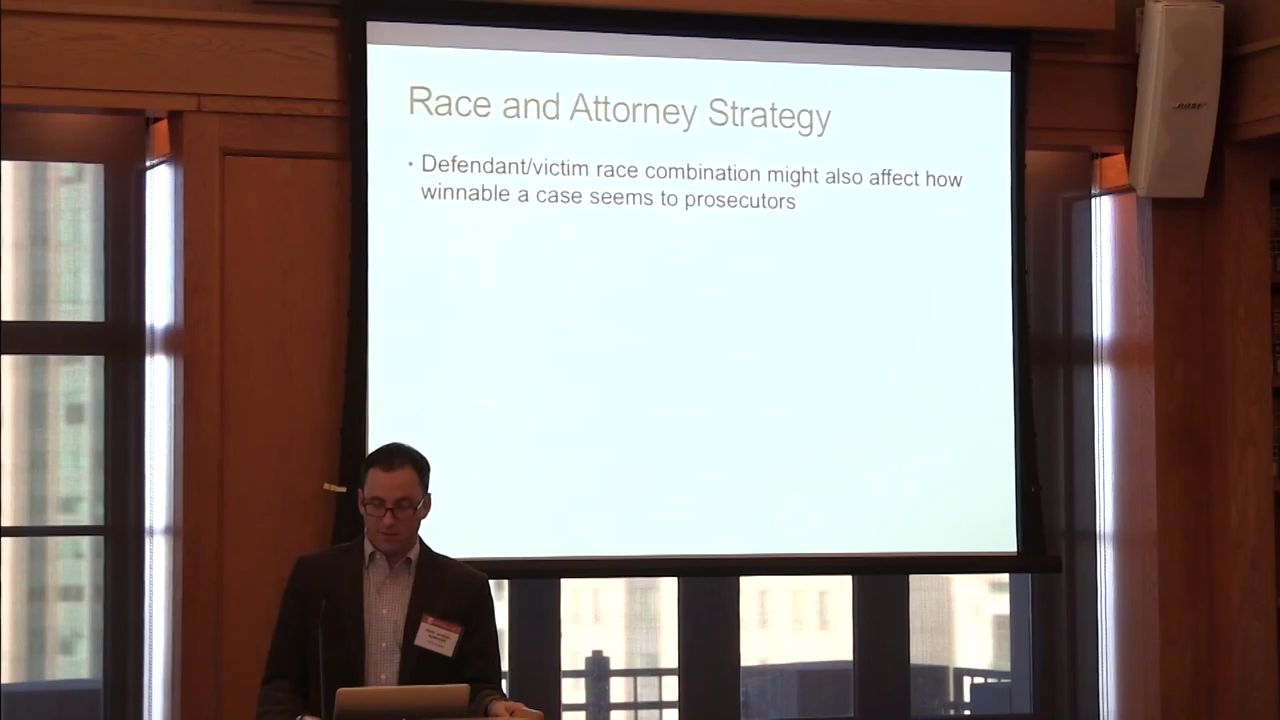 Race and Attorney Strategy
• Defendant/victim race combination might also affect how
winnable a case seems to prosecutors
BOSE